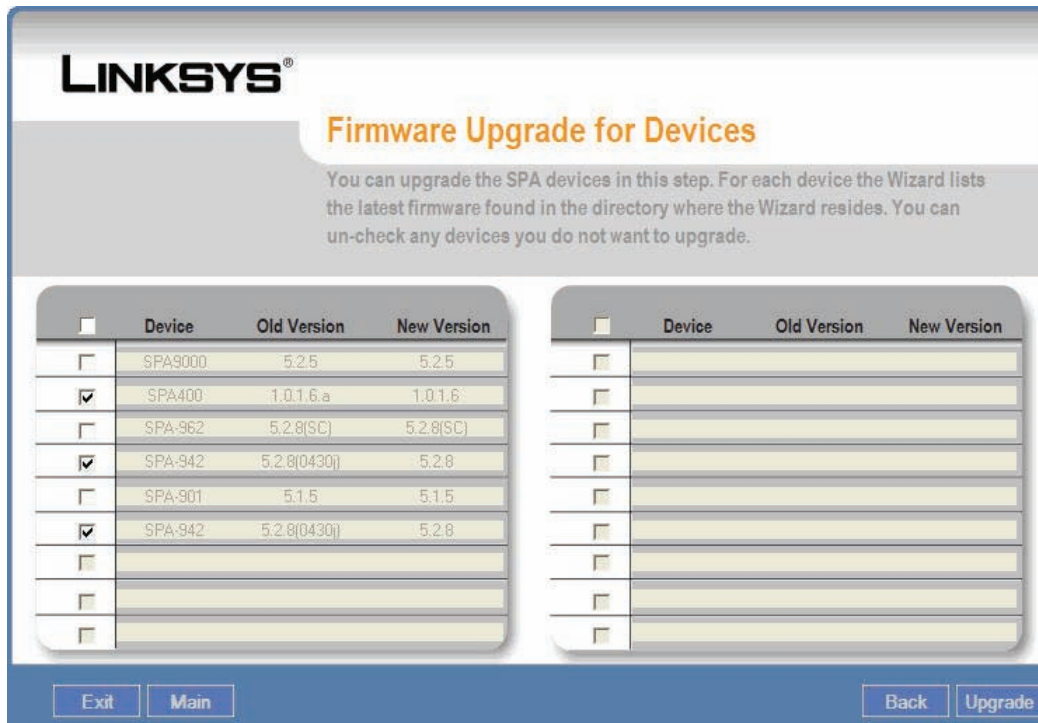 LINKSYS®
Firmware Upgrade for Devices
You can upgrade the SPA devices in this step. For each device the Wizard lists
the latest firmware found in the directory where the Wizard resides. You can
un-check any devices you do not want to upgrade.
Device Old Version New Version
SPA9000 5.2.5 5.2.5
SPA400 1.0.1.6.a 1.0.1.6
SPA-962 5.2.8(SC) 5.2.8(SC)
SPA-942 5.2.8(0430j) 5.2.8
SPA-901 5.1.5 5.1.5
SPA-942 5.2.8(0430j) 5.2.8
Device Old Version New Version
Exit Main Back Upgrade